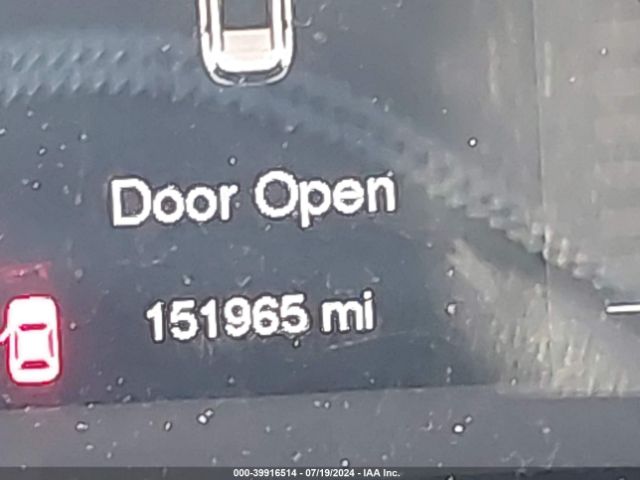 Door Open
151965 mi
000-39916514 - 07/19/2024 - IAA Inc.